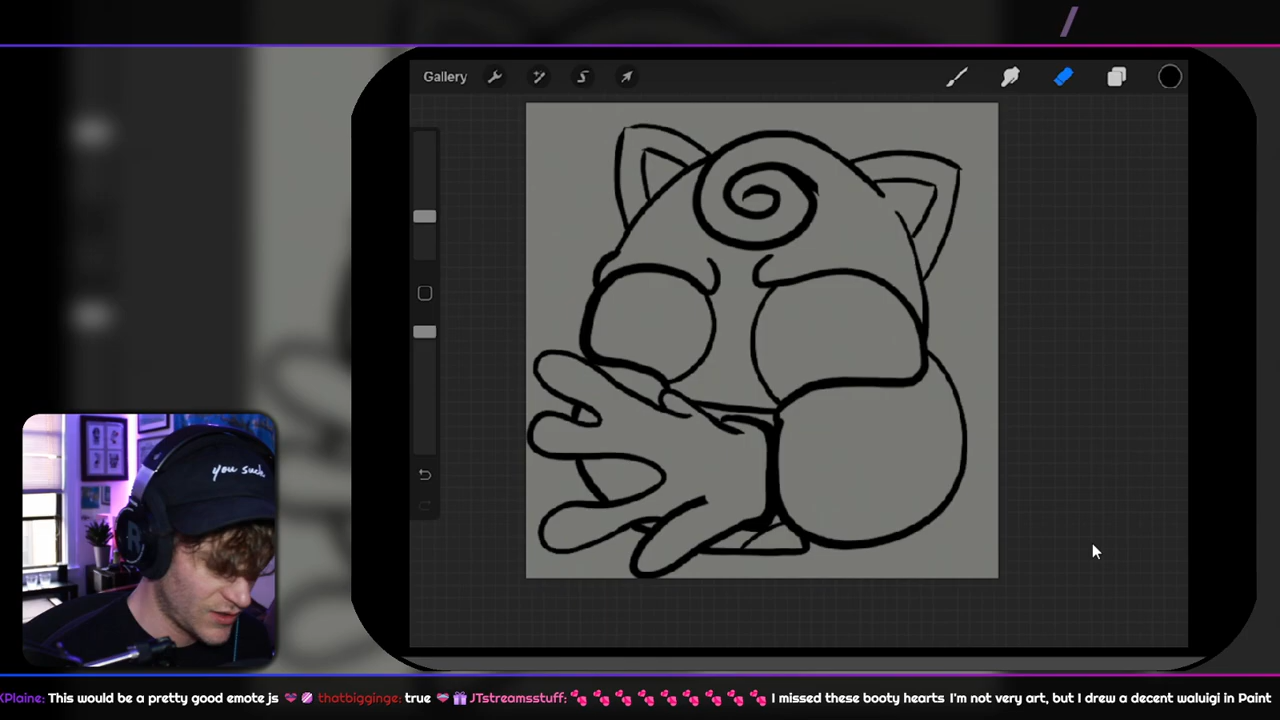 Gallery
you suck.
R
XPlaine: This would be a pretty good emote js thatbigginge: true JTstreamsstuff: I missed these booty hearts I'm not very art, but I drew a decent waluigi in Paint